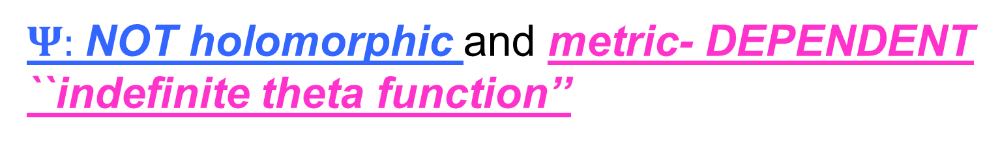 Ψ: NOT holomorphic and metric- DEPENDENT
``indefinite theta function’’